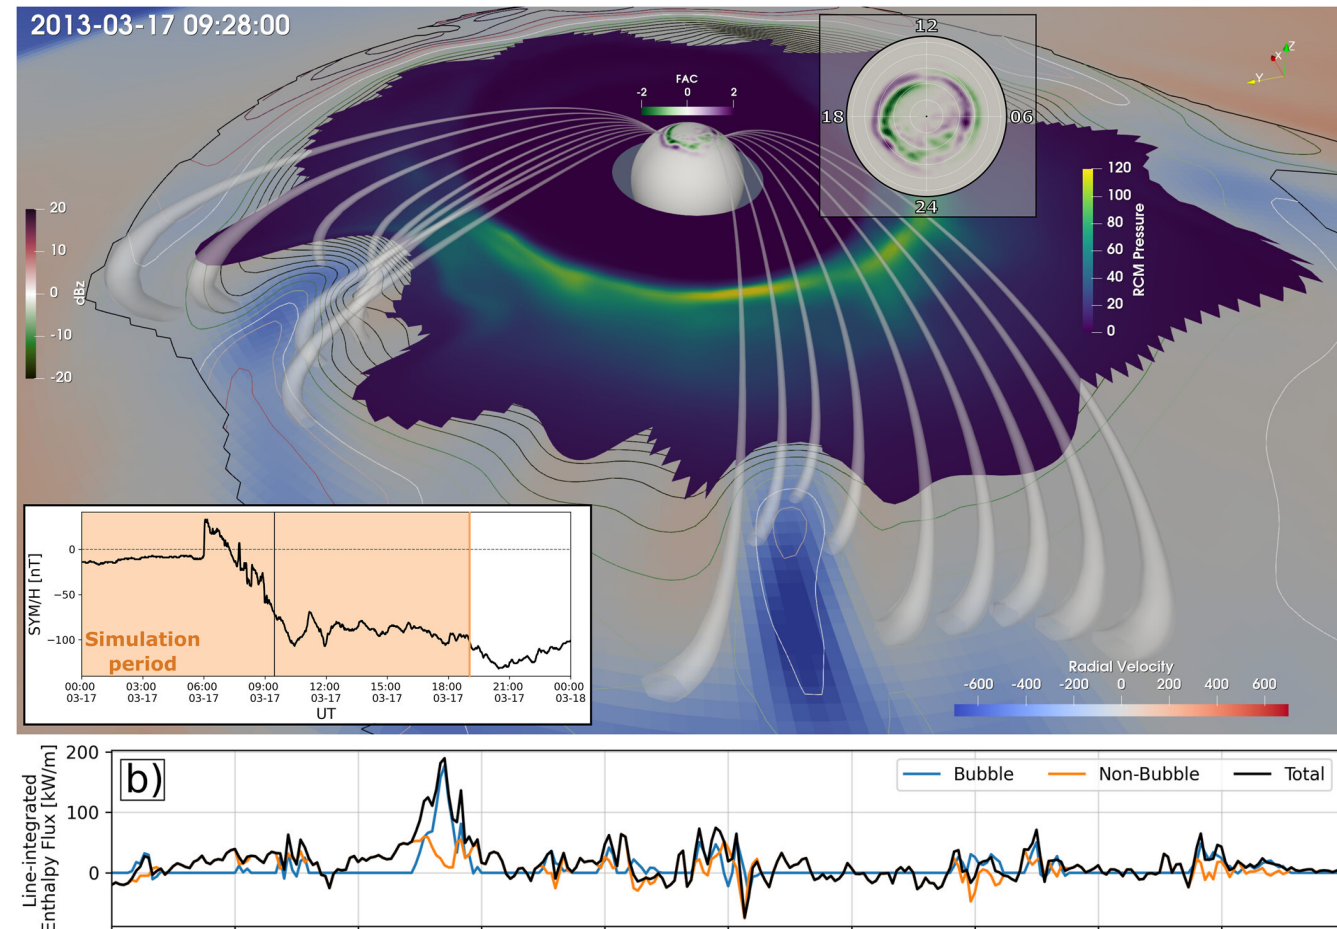 2013-03-17 09:28:00
12
18
06
24
FAC
-2 0 2
Z
X
Y
20
10
0
-10
-20
dBz
120
100
80
60
40
20
0
RCM Pressure
SYM/H [nT]
0
−50
−100
Simulation
period
00:00 03:00 06:00 09:00 12:00 15:00 18:00 21:00 00:00
03-17 03-17 03-17 03-17 03-17 03-17 03-17 03-17 03-18
UT
Radial Velocity
-600 -400 -200 0 200 400 600
b)
Line-integrated
Enthalpy Flux [kW/m]
200
100
0
Bubble Non-Bubble Total